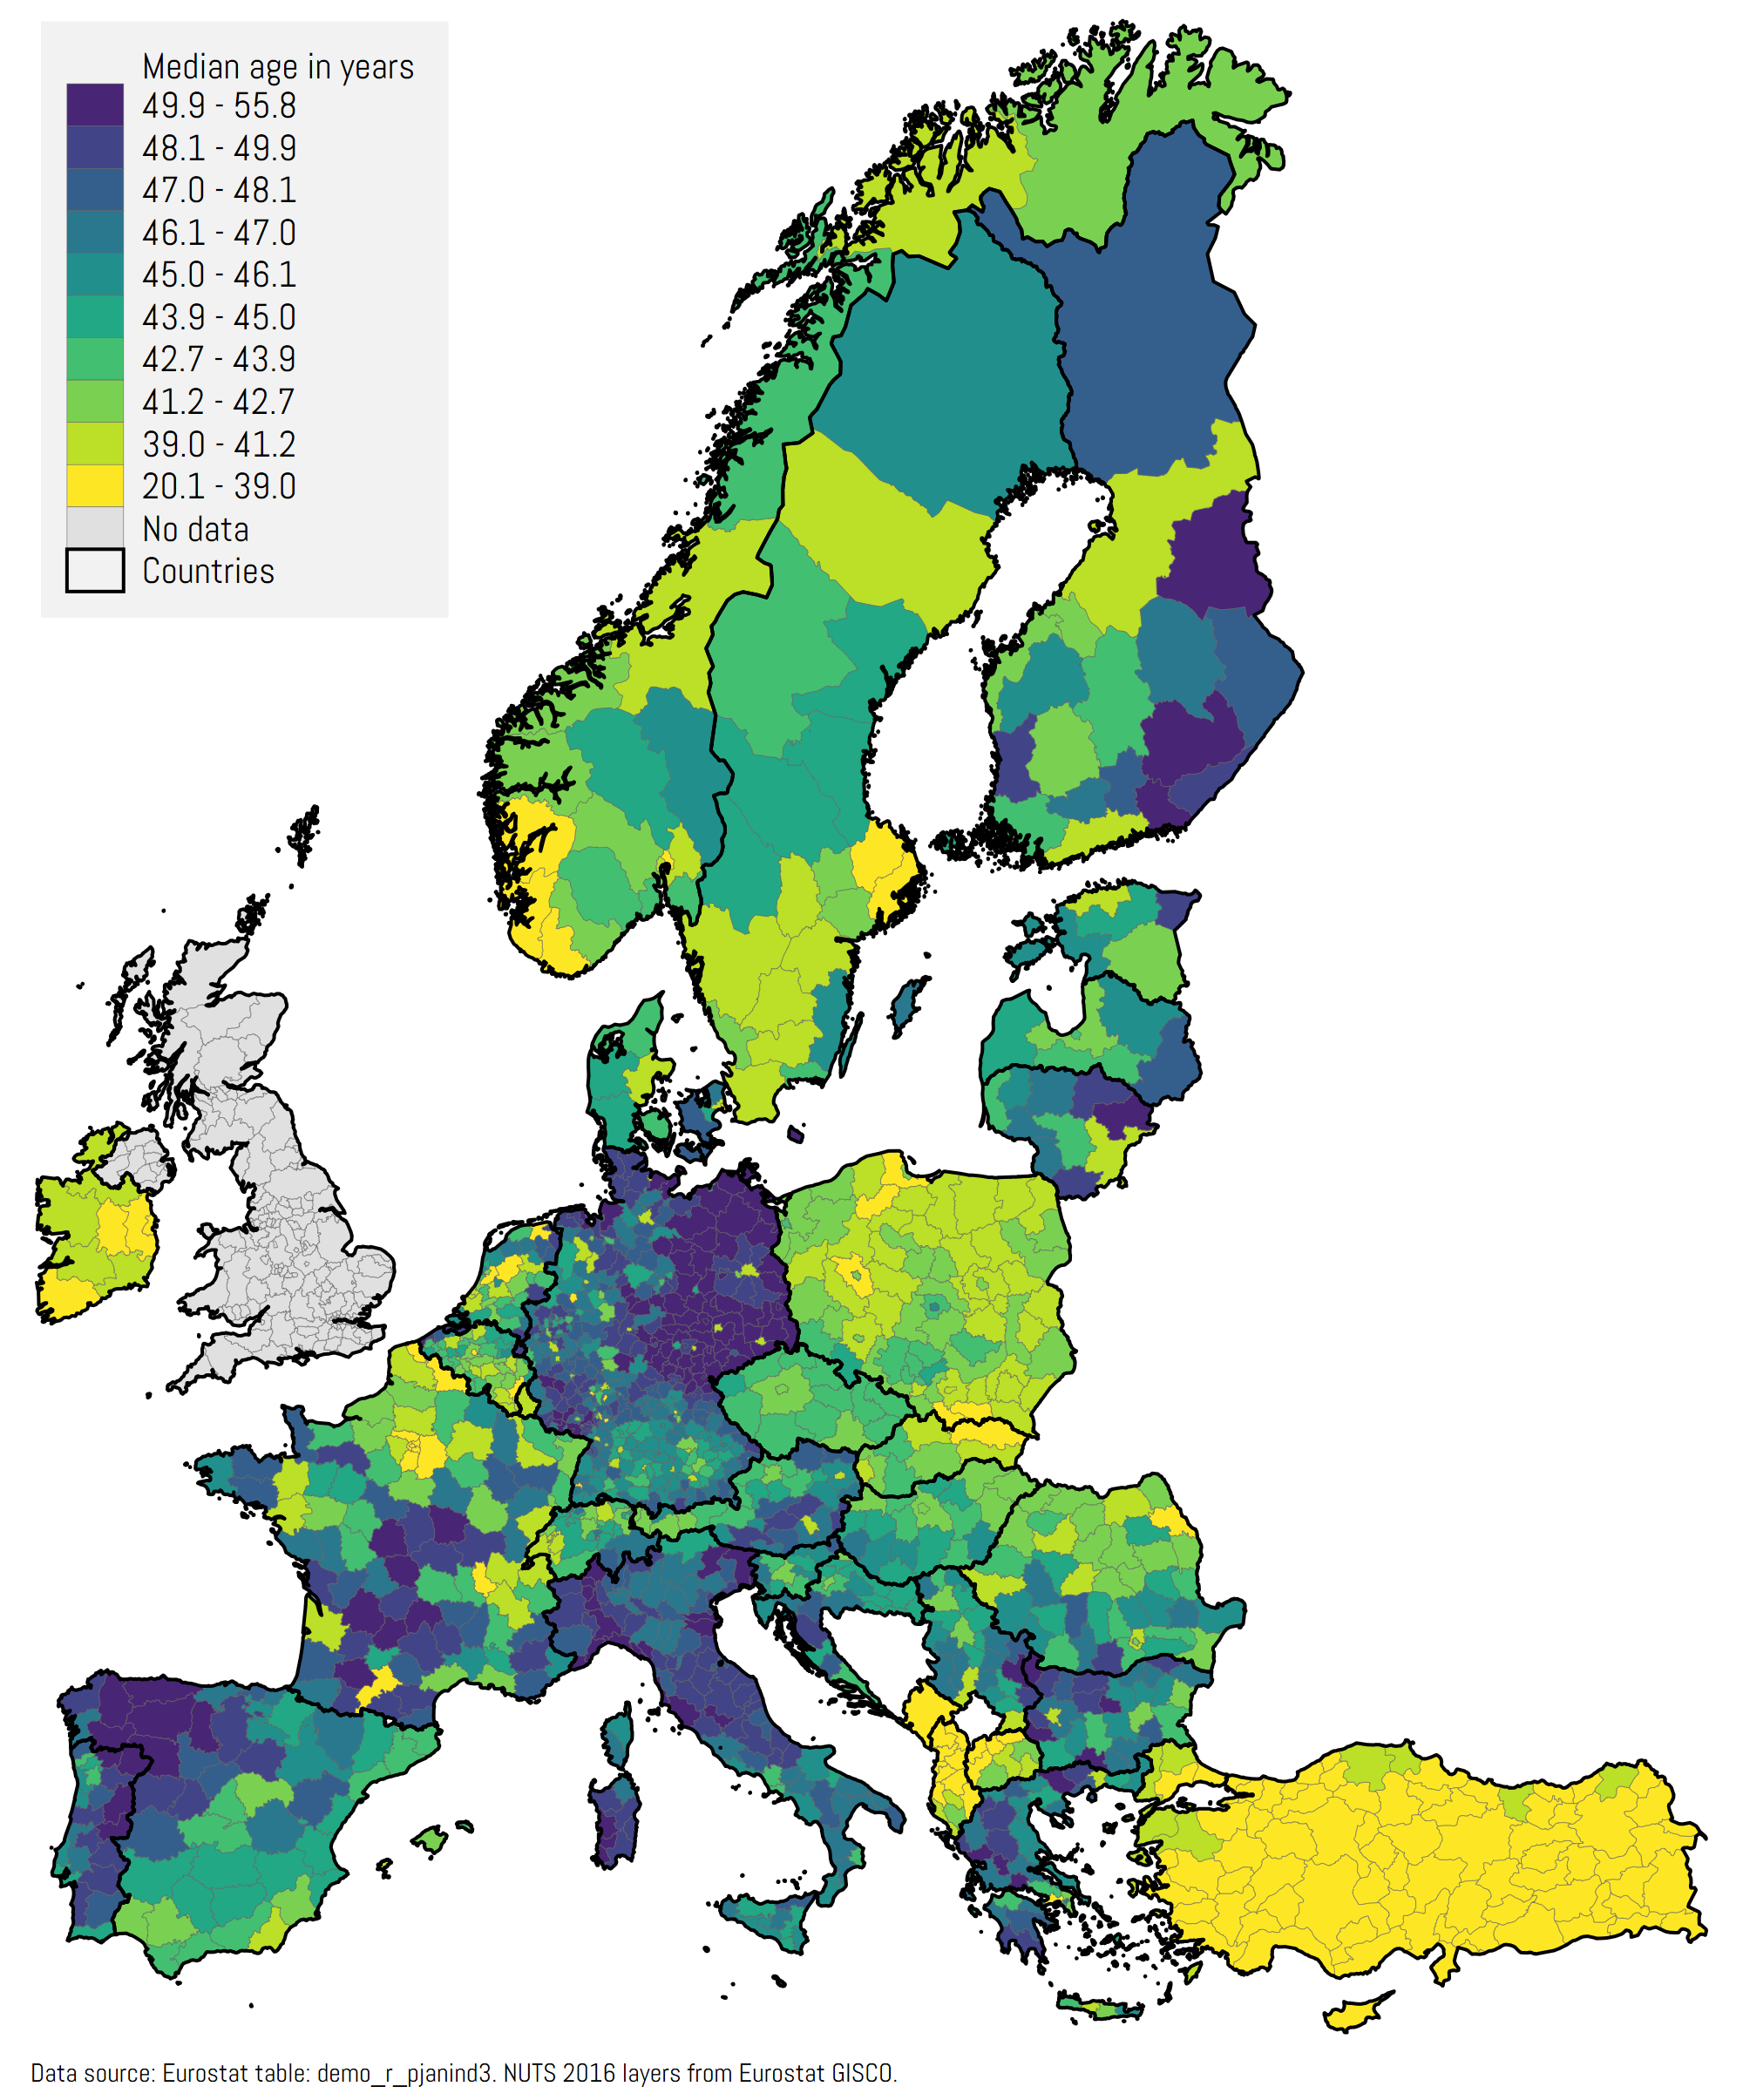 Median age in years
49.9 - 55.8
48.1 - 49.9
47.0 - 48.1
46.1 - 47.0
45.0 - 46.1
43.9 - 45.0
42.7 - 43.9
41.2 - 42.7
39.0 - 41.2
20.1 - 39.0
No data
Countries
Data source: Eurostat table: demo_r_pjanind3. NUTS 2016 layers from Eurostat GISCO.